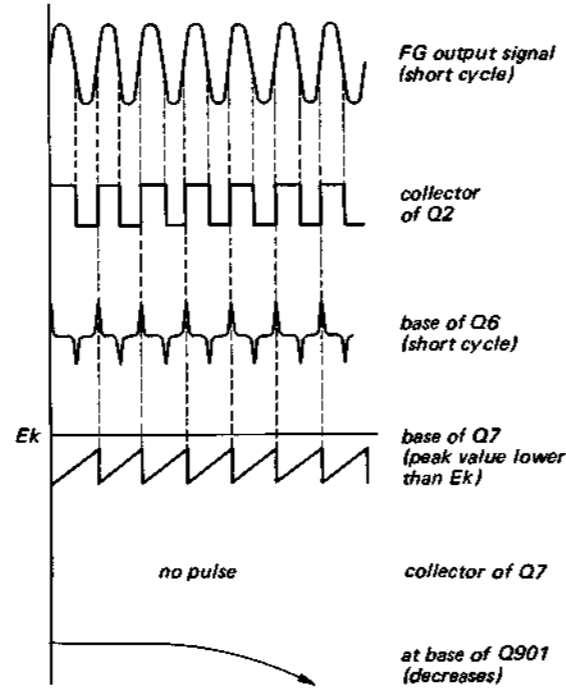 FG output signal
(short cycle)
collector
of Q2
base of Q6
(short cycle)
Ek
base of Q7
(peak value lower
than Ek)
no pulse
collector of Q7
at base of Q901
(decreases)